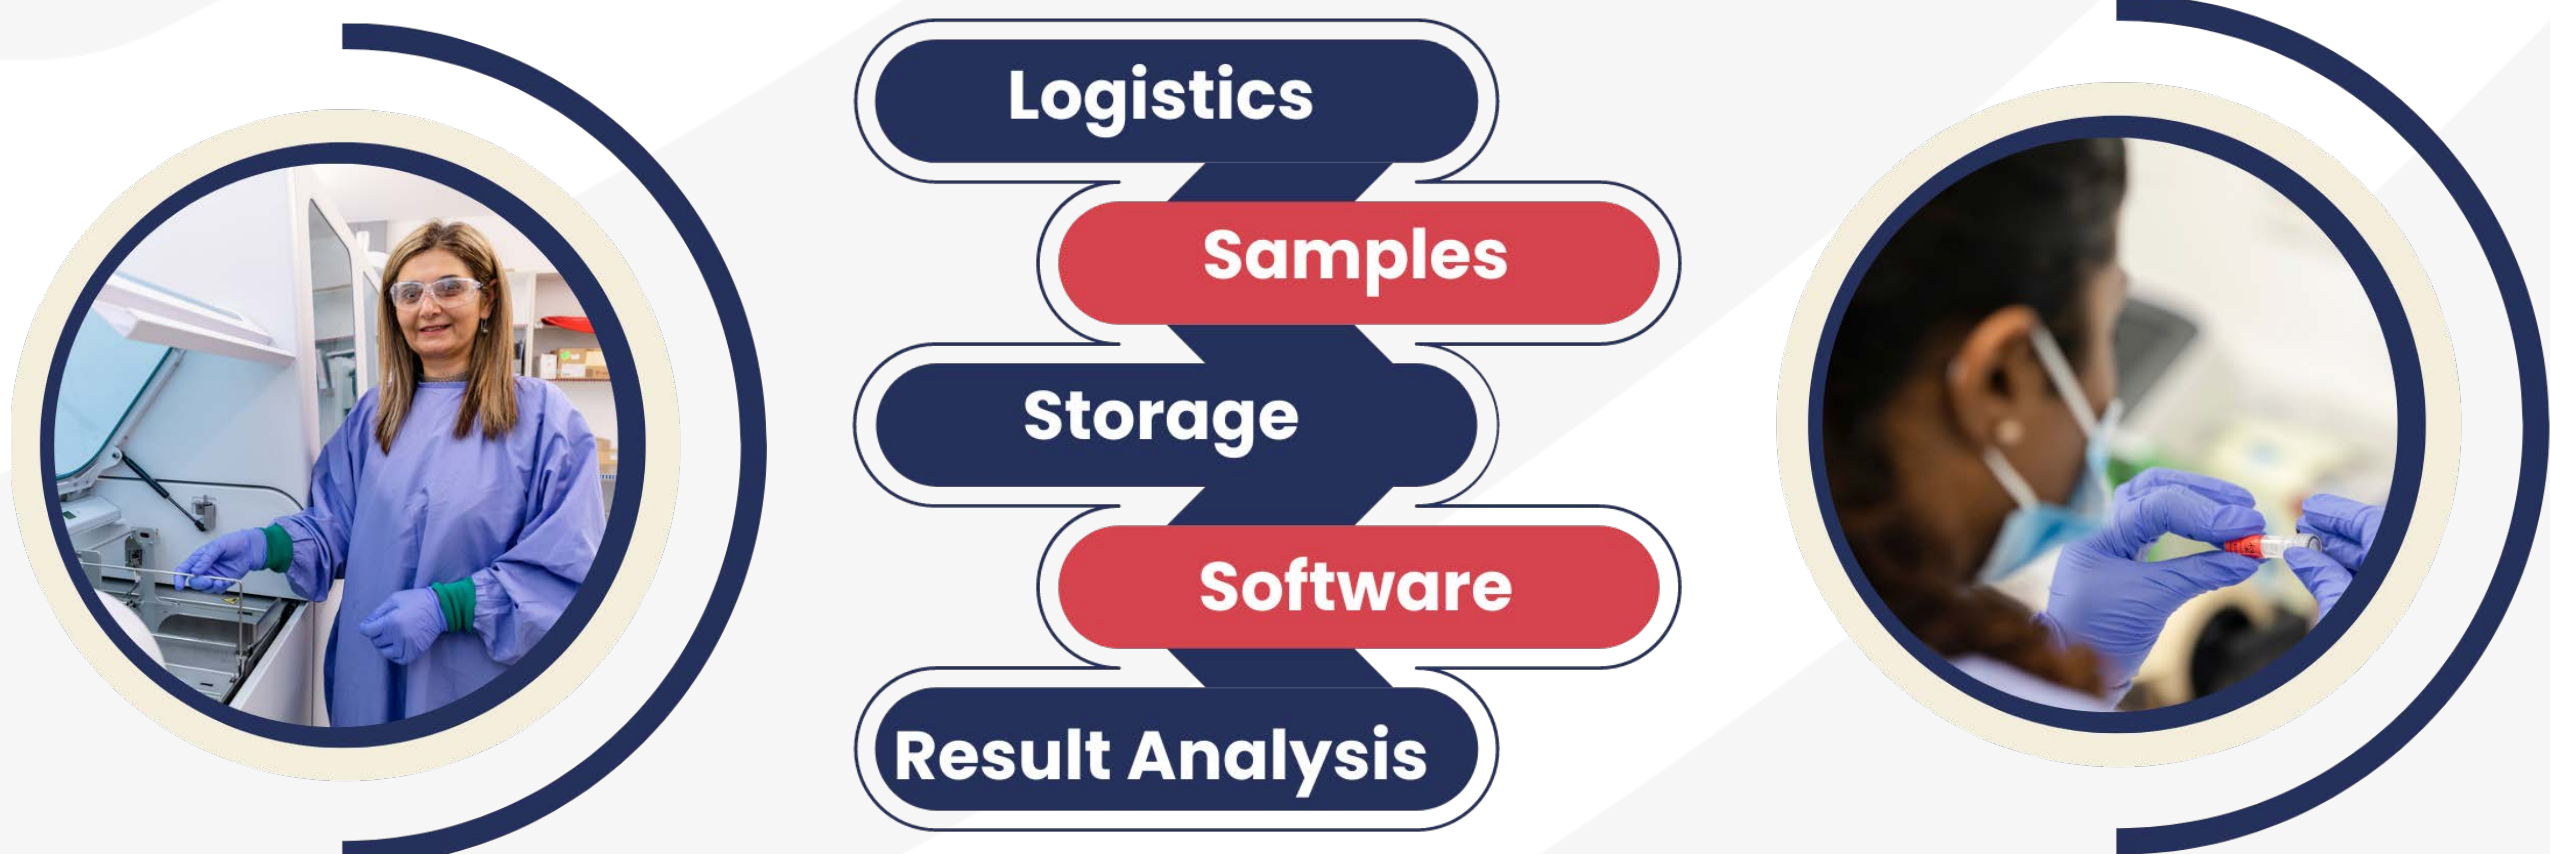 Logistics
Samples
Storage
Software
Result Analysis